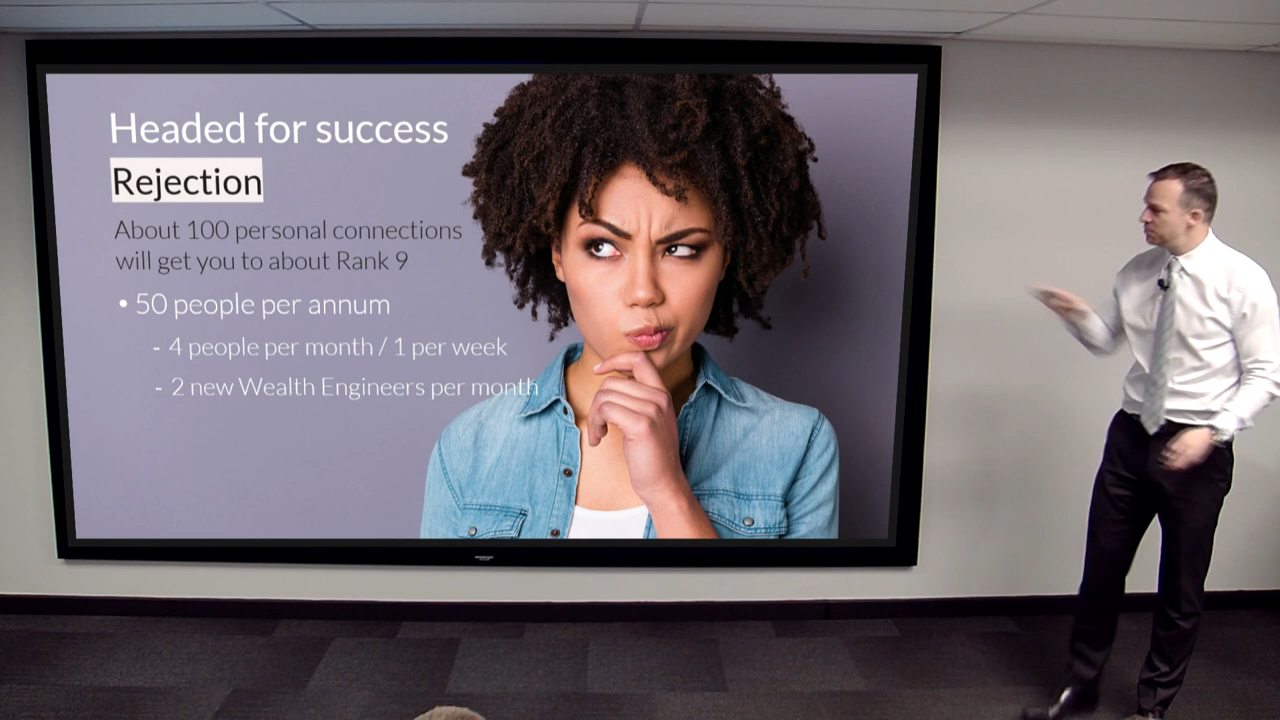 Headed for success
Rejection
About 100 personal connections
will get you to about Rank 9
• 50 people per annum
- 4 people per month / 1 per week
- 2 new Wealth Engineers per month